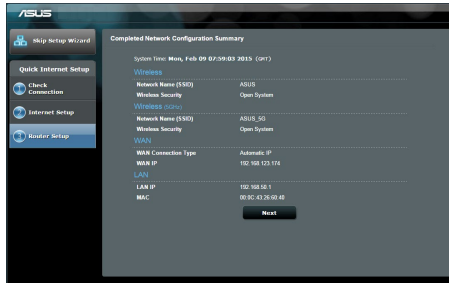 ASUS
Skip Setup Wizard
Quick Internet Setup
1 Check Connection
2 Internet Setup
3 Router Setup
Completed Network Configuration Summary
System Time: Mon, Feb 09 07:59:03 2015 (GMT)
Wireless
Network Name (SSID) ASUS
Wireless Security Open System
Wireless (5GHz)
Network Name (SSID) ASUS_5G
Wireless Security Open System
WAN
WAN Connection Type Automatic IP
WAN IP 192.168.123.174
LAN
LAN IP 192.168.50.1
MAC 00:0C:43:26:60:40
Next